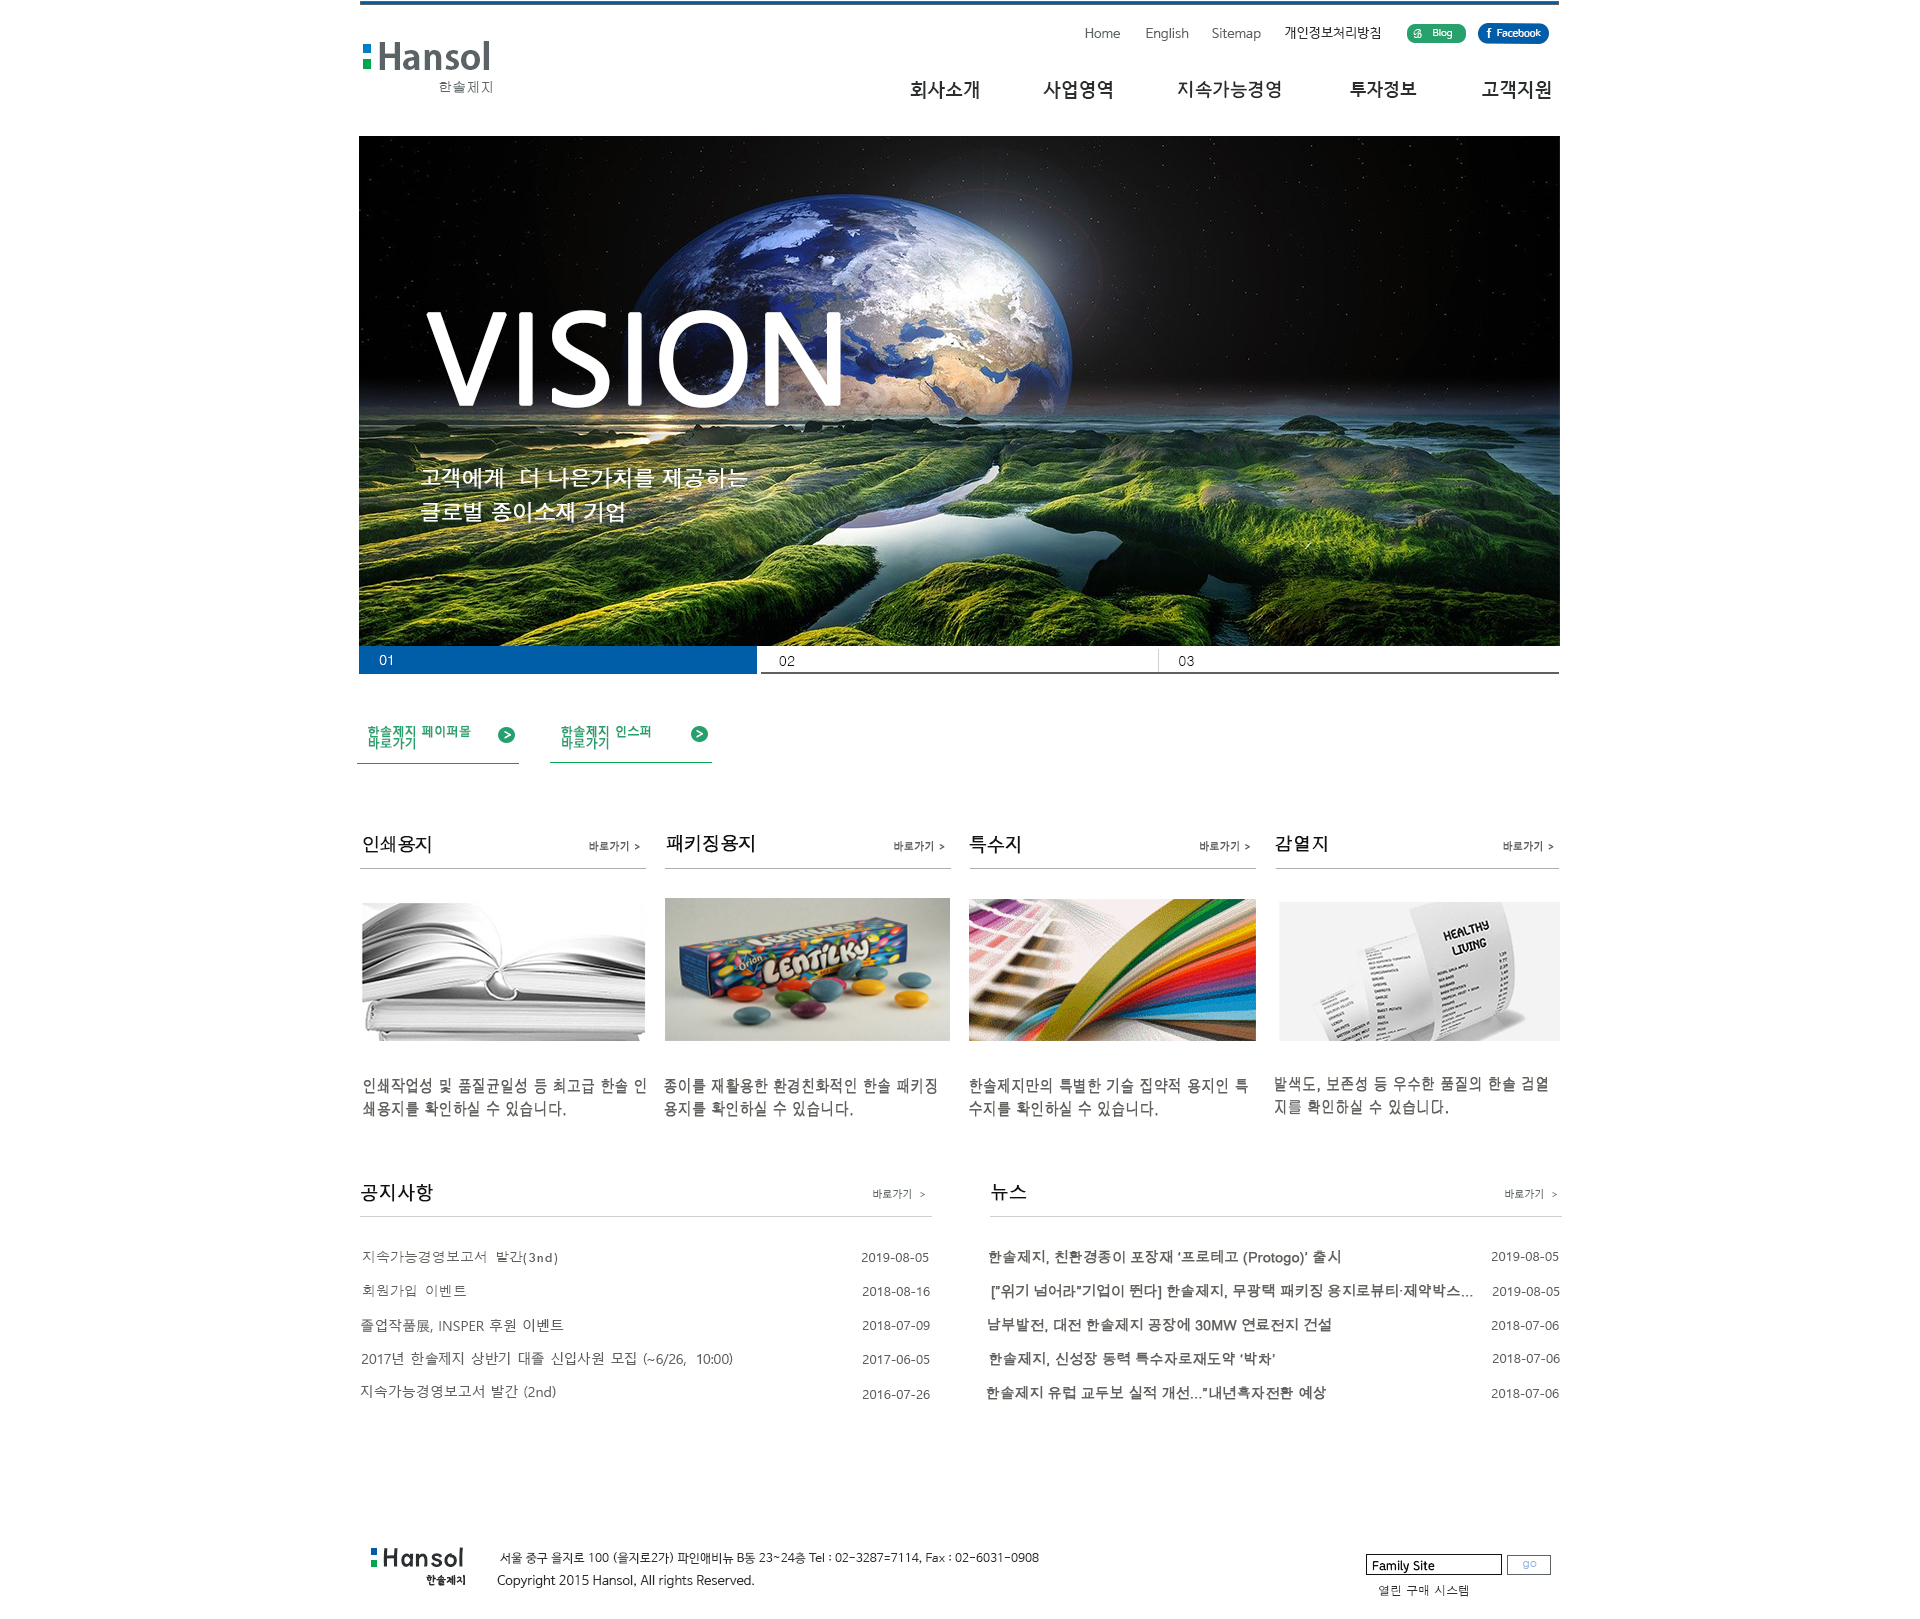 Home English Sitemap 개인정보처리방침 Blog f Facebook
Hansol
한솔제지
회사소개 사업영역 지속가능경영 투자정보 고객지원
VISION
고객에게 더 나은가치를 제공하는
글로벌 종이소재 기업
01 02 03
한솔제지 페이퍼몰
바로가기 >
한솔제지 인스퍼
바로가기 >
인쇄용지 바로가기 >
패키징용지 바로가기 >
특수지 바로가기 >
감열지 바로가기 >
Orion
LENTILKY
HEALTHY
LIVING
인쇄작업성 및 품질균일성 등 최고급 한솔 인
쇄용지를 확인하실 수 있습니다.
종이를 재활용한 환경친화적인 한솔 패키징
용지를 확인하실 수 있습니다.
한솔제지만의 특별한 기술 집약적 용지인 특
수지를 확인하실 수 있습니다.
발색도, 보존성 등 우수한 품질의 한솔 검열
지를 확인하실 수 있습니다.
공지사항 바로가기 >
지속가능경영보고서 발간(3nd) 2019-08-05
회원가입 이벤트 2018-08-16
졸업작품展, INSPER 후원 이벤트 2018-07-09
2017년 한솔제지 상반기 대졸 신입사원 모집 (~6/26, 10:00) 2017-06-05
지속가능경영보고서 발간 (2nd) 2016-07-26
뉴스 바로가기 >
한솔제지, 친환경종이 포장재 '프로테고 (Protogo)' 출시 2019-08-05
["위기 넘어라"기업이 뛴다] 한솔제지, 무광택 패키징 용지로뷰티·제약박스... 2019-08-05
남부발전, 대전 한솔제지 공장에 30MW 연료전지 건설 2018-07-06
한솔제지, 신성장 동력 특수자로재도약 '박차' 2018-07-06
한솔제지 유럽 교두보 실적 개선..."내년흑자전환 예상 2018-07-06
Hansol
한솔제지
서울 중구 을지로 100 (을지로2가) 파인애비뉴 B동 23~24층 Tel : 02-3287=7114, Fax : 02-6031-0908
Copyright 2015 Hansol, All rights Reserved.
Family Site go
열린 구매 시스템